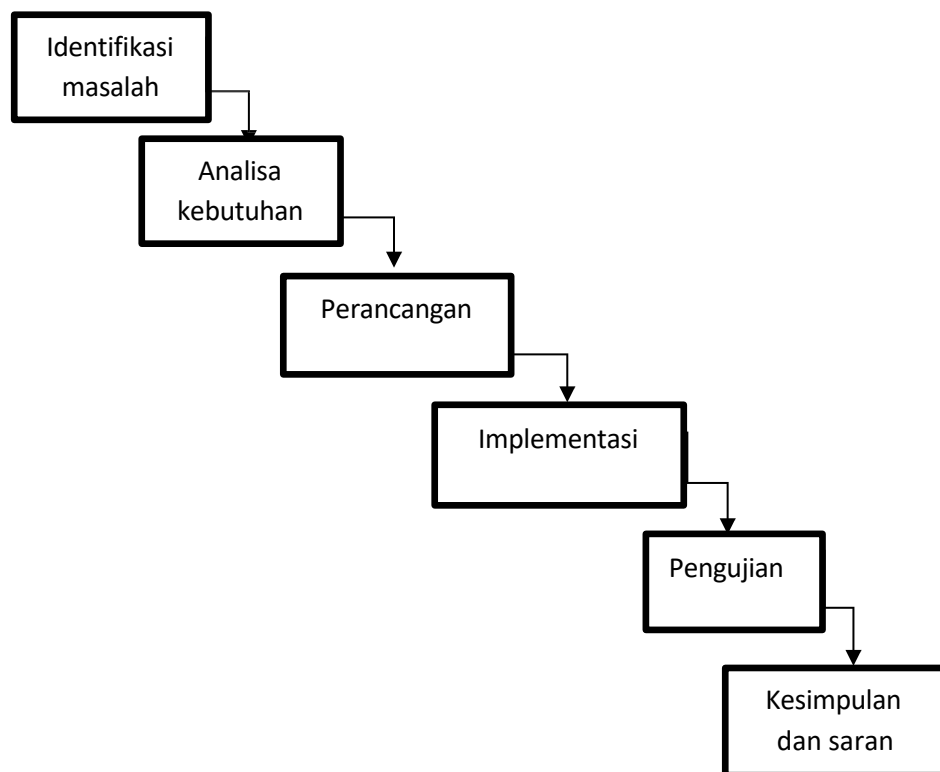 Identifikasi
masalah
Analisa
kebutuhan
Perancangan
Implementasi
Pengujian
Kesimpulan
dan saran